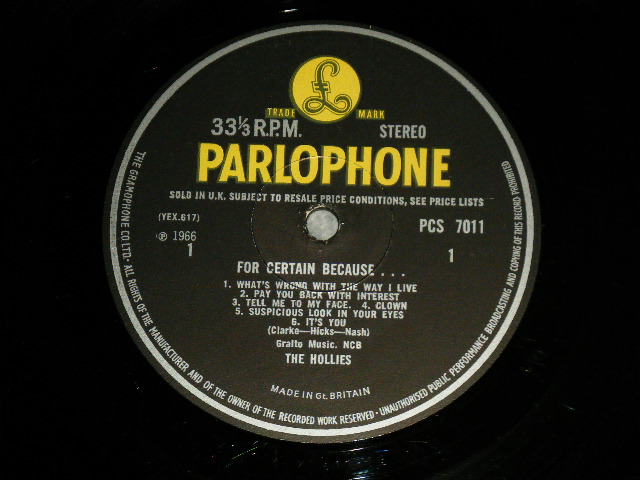 £
TRADE MARK
33⅓ R.P.M. STEREO
PARLOPHONE
SOLD IN U.K. SUBJECT TO RESALE PRICE CONDITIONS, SEE PRICE LISTS
(YEX.617)
PCS 7011
℗ 1966
1
1
FOR CERTAIN BECAUSE . . .
1. WHAT'S WRONG WITH THE WAY I LIVE
2. PAY YOU BACK WITH INTEREST
3. TELL ME TO MY FACE. 4. CLOWN
5. SUSPICIOUS LOOK IN YOUR EYES
6. IT'S YOU
(Clarke—Hicks—Nash)
Gralto Music. NCB
THE HOLLIES
MADE IN GT. BRITAIN
THE GRAMOPHONE CO. LTD. · ALL RIGHTS OF THE MANUFACTURER AND OF THE OWNER OF THE RECORDED WORK RESERVED · UNAUTHORISED PUBLIC PERFORMANCE BROADCASTING AND COPYING OF THIS RECORD PROHIBITED